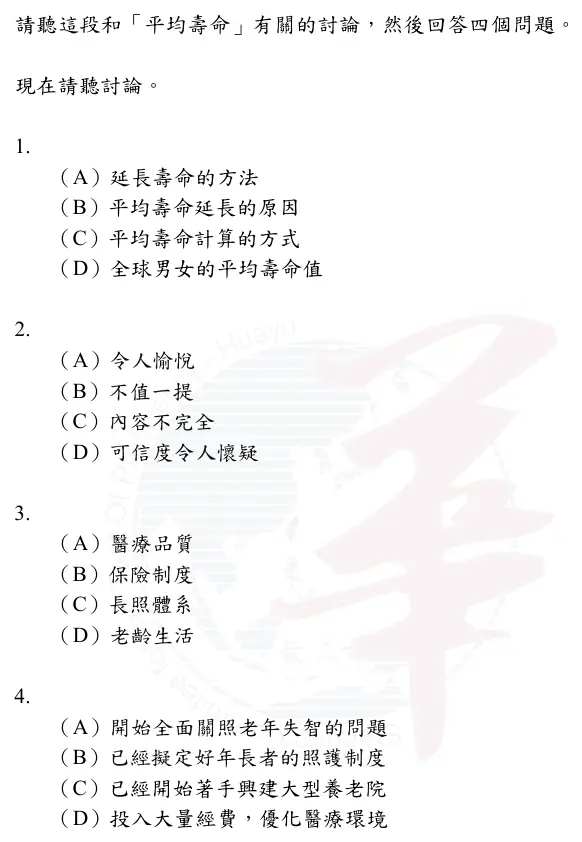 請聽這段和「平均壽命」有關的討論，然後回答四個問題。
現在請聽討論。
1.
（A）延長壽命的方法
（B）平均壽命延長的原因
（C）平均壽命計算的方式
（D）全球男女的平均壽命值
2.
（A）令人愉悅
（B）不值一提
（C）內容不完全
（D）可信度令人懷疑
3.
（A）醫療品質
（B）保險制度
（C）長照體系
（D）老齡生活
4.
（A）開始全面關照老年失智的問題
（B）已經擬定好年長者的照護制度
（C）已經開始著手興建大型養老院
（D）投入大量經費，優化醫療環境
華